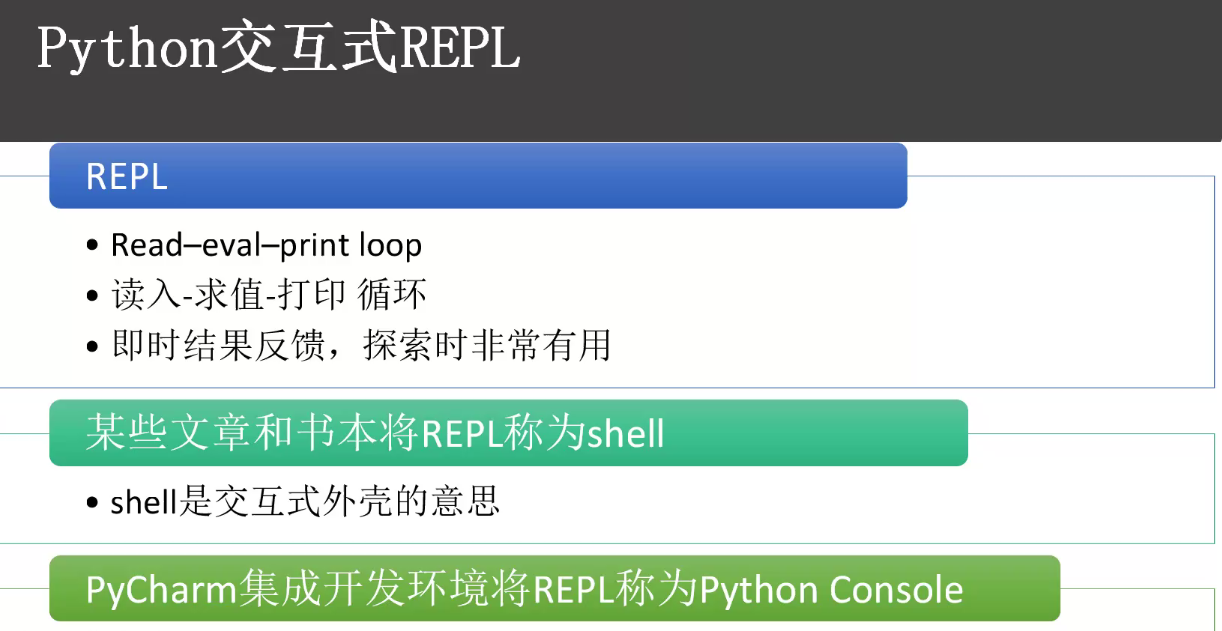 Python交互式REPL
REPL
• Read–eval–print loop
• 读入-求值-打印 循环
• 即时结果反馈，探索时非常有用
某些文章和书本将REPL称为shell
• shell是交互式外壳的意思
PyCharm集成开发环境将REPL称为Python Console